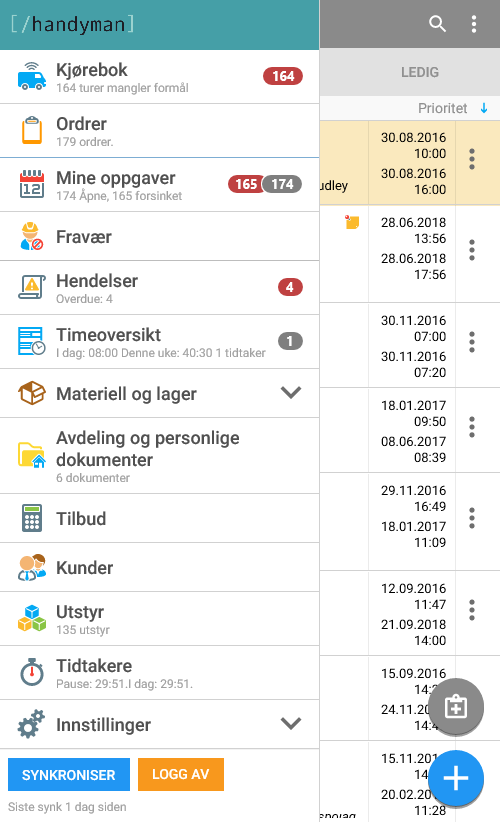 [/handyman]
Kjørebok
164
164 turer mangler formål
Ordrer
179 ordrer.
Mine oppgaver
165 174
174 Åpne, 165 forsinket
12
Fravær
Hendelser
4
Overdue: 4
Timeoversikt
1
I dag: 08:00 Denne uke: 40:30 1 tidtaker
Materiell og lager
Avdeling og personlige
dokumenter
6 dokumenter
Tilbud
Kunder
Utstyr
135 utstyr
Tidtakere
Pause: 29:51.I dag: 29:51.
Innstillinger
SYNKRONISER
LOGG AV
Siste synk 1 dag siden
LEDIG
Prioritet
30.08.2016
10:00
30.08.2016
16:00
udley
28.06.2018
13:56
28.06.2018
17:56
30.11.2016
07:00
30.11.2016
07:20
18.01.2017
09:50
08.06.2017
08:39
29.11.2016
16:49
18.01.2017
11:09
12.09.2016
11:47
21.09.2018
14:00
15.09.2016
14:
24.11.20
14:
15.11.201
14:
20.02.20
11:28